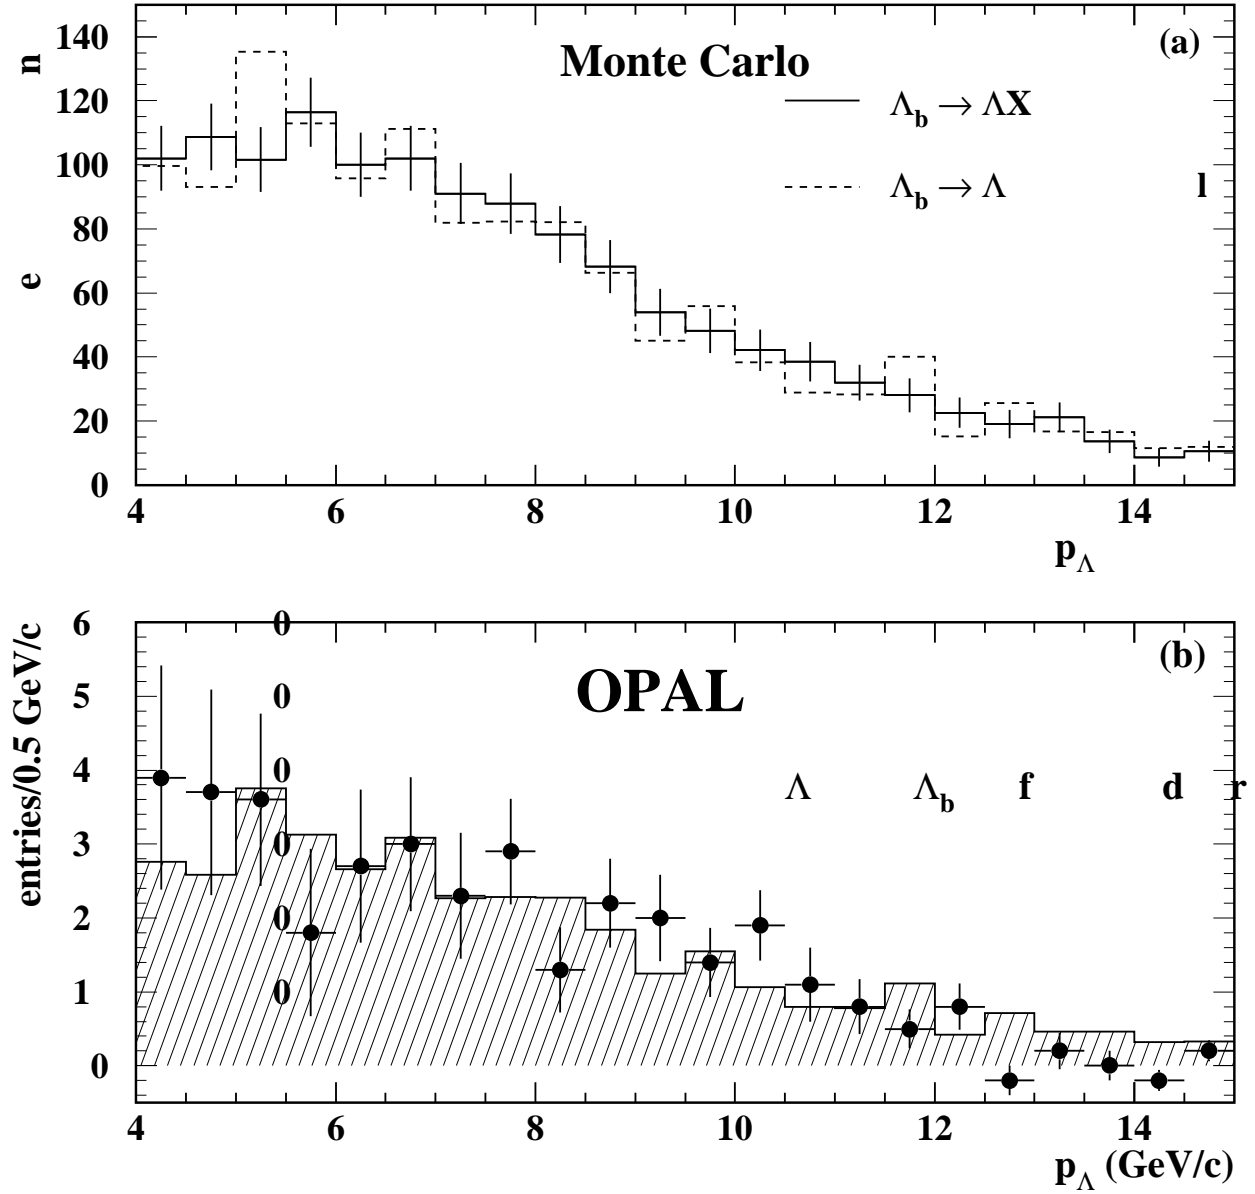 140
120
100
80
60
40
20
0
n
e
(a)
Monte Carlo
Λb → ΛX
Λb → Λ l
4 6 8 10 12 14
pΛ
6
5
4
3
2
1
0
0
0
0
0
0
0
entries/0.5 GeV/c
(b)
OPAL
Λ Λb f d r
4 6 8 10 12 14
pΛ (GeV/c)